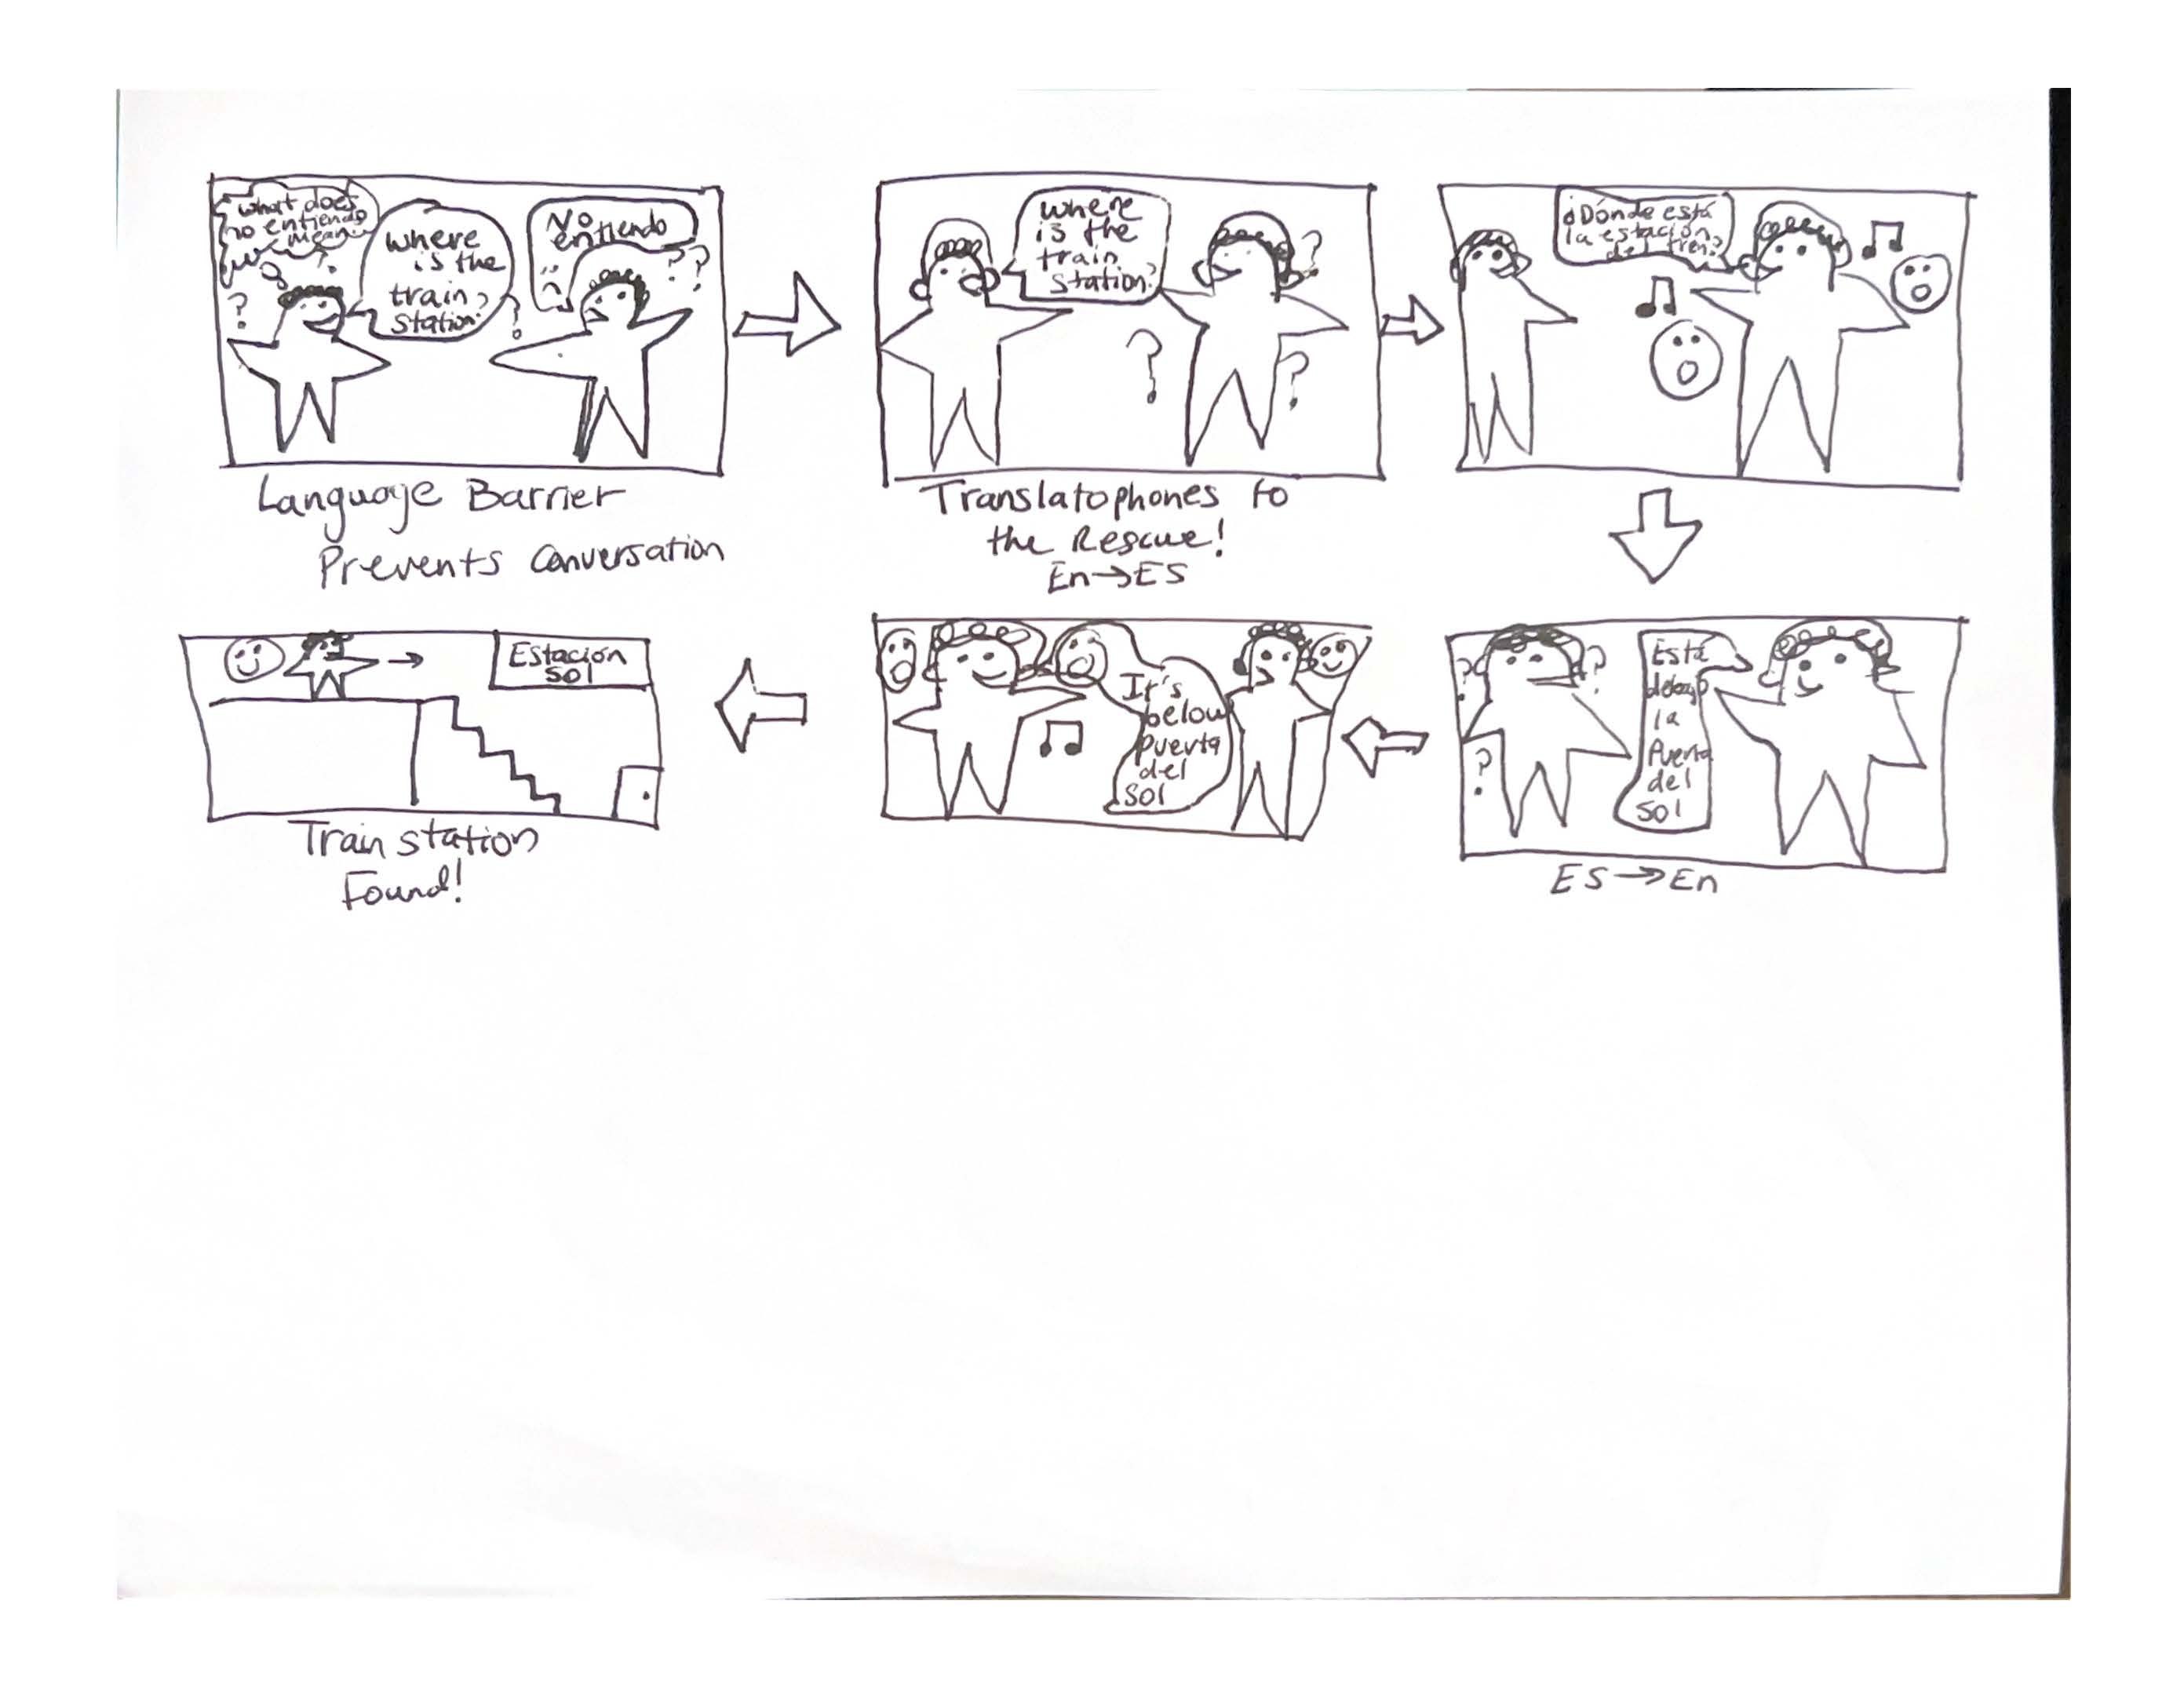 what does
no entiendo
mean...
where
is the
train
station?
No
entiendo
Language Barrier
Prevents Conversation
where
is the
train
station?
Translatophones to
the Rescue!
En→ES
¿Dónde está
la estación
del tren?
Está
debajo
la
Puerta
del
sol
ES→En
It's
below
Puerta
del
Sol
Estación
Sol
Train station
Found!